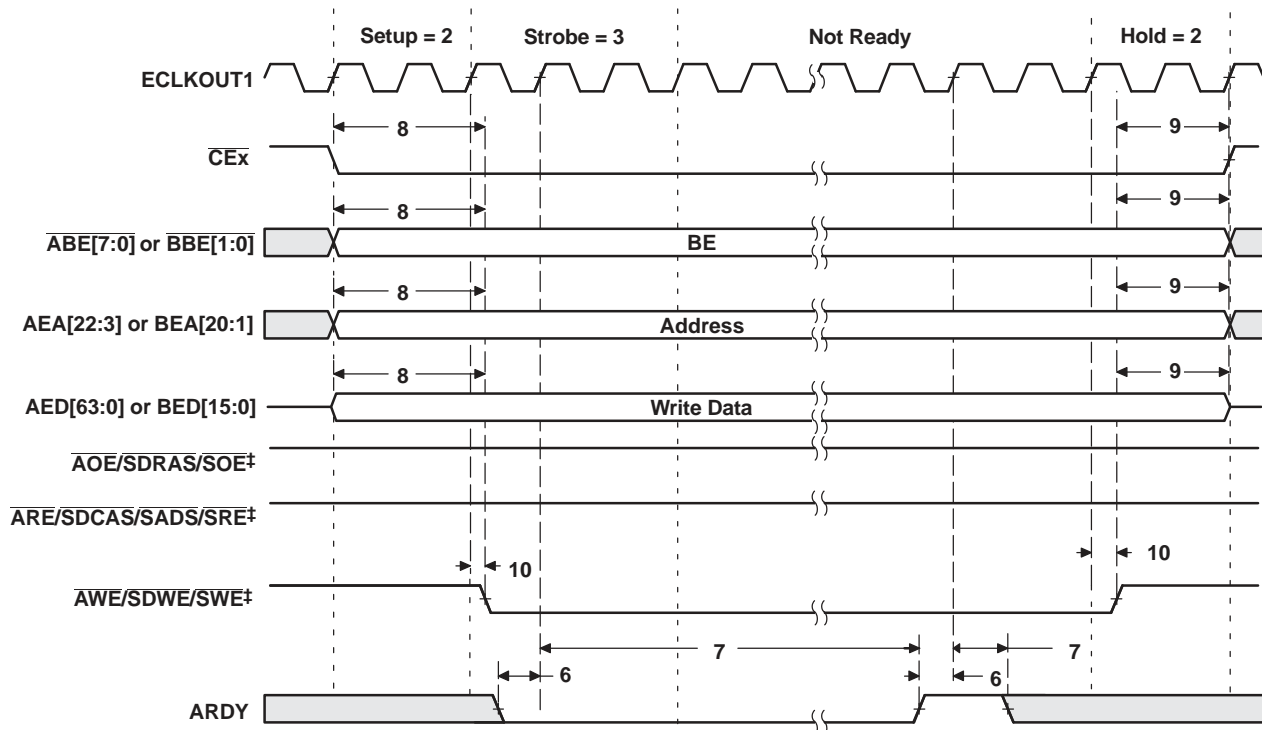 Setup = 2 Strobe = 3 Not Ready Hold = 2
ECLKOUT1
8 9
CEx
8 9
ABE[7:0] or BBE[1:0] BE
8 9
AEA[22:3] or BEA[20:1] Address
8 9
AED[63:0] or BED[15:0] Write Data
AOE/SDRAS/SOE‡
ARE/SDCAS/SADS/SRE‡
10 10
AWE/SDWE/SWE‡
7 7
6 6
ARDY